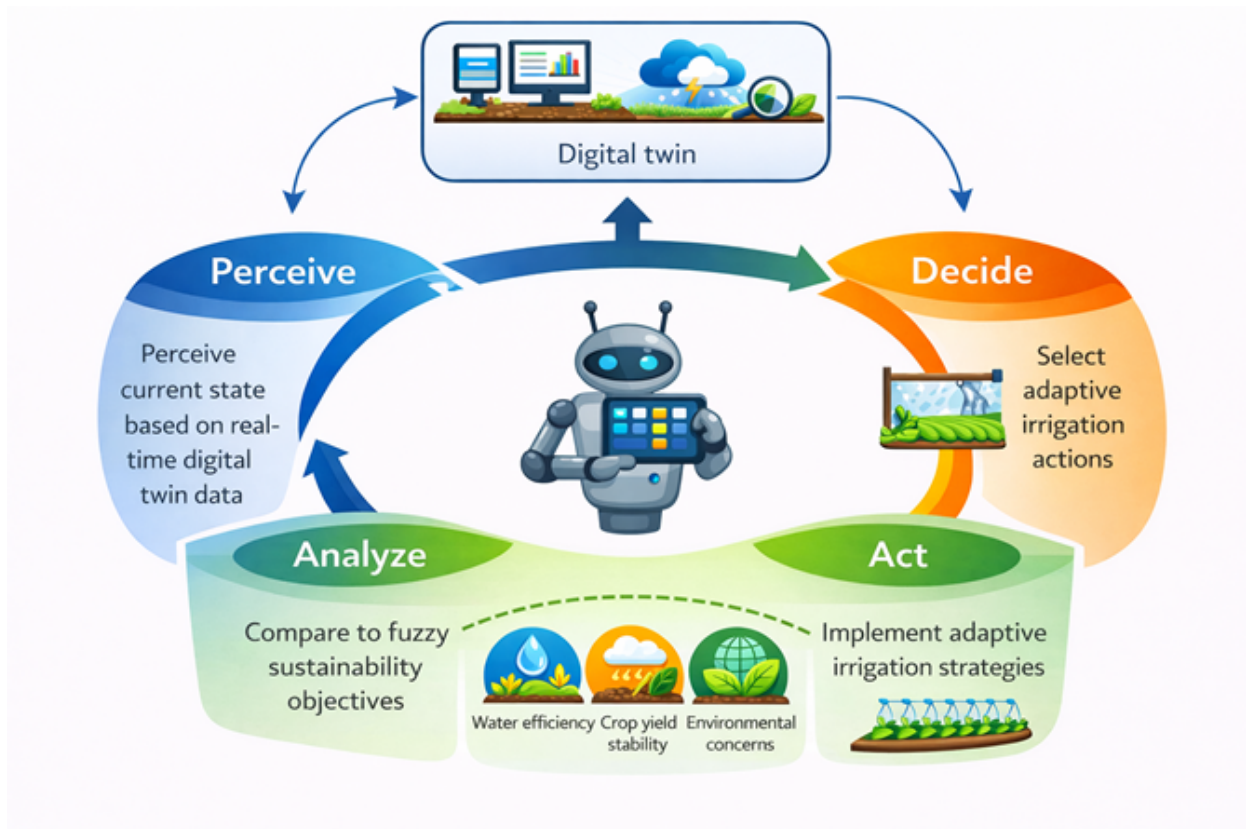 Digital twin
Perceive
Perceive
current state
based on real-
time digital
twin data
Decide
Select
adaptive
irrigation
actions
Analyze
Compare to fuzzy
sustainability
objectives
Water efficiency
Crop yield
stability
Environmental
concerns
Act
Implement adaptive
irrigation strategies